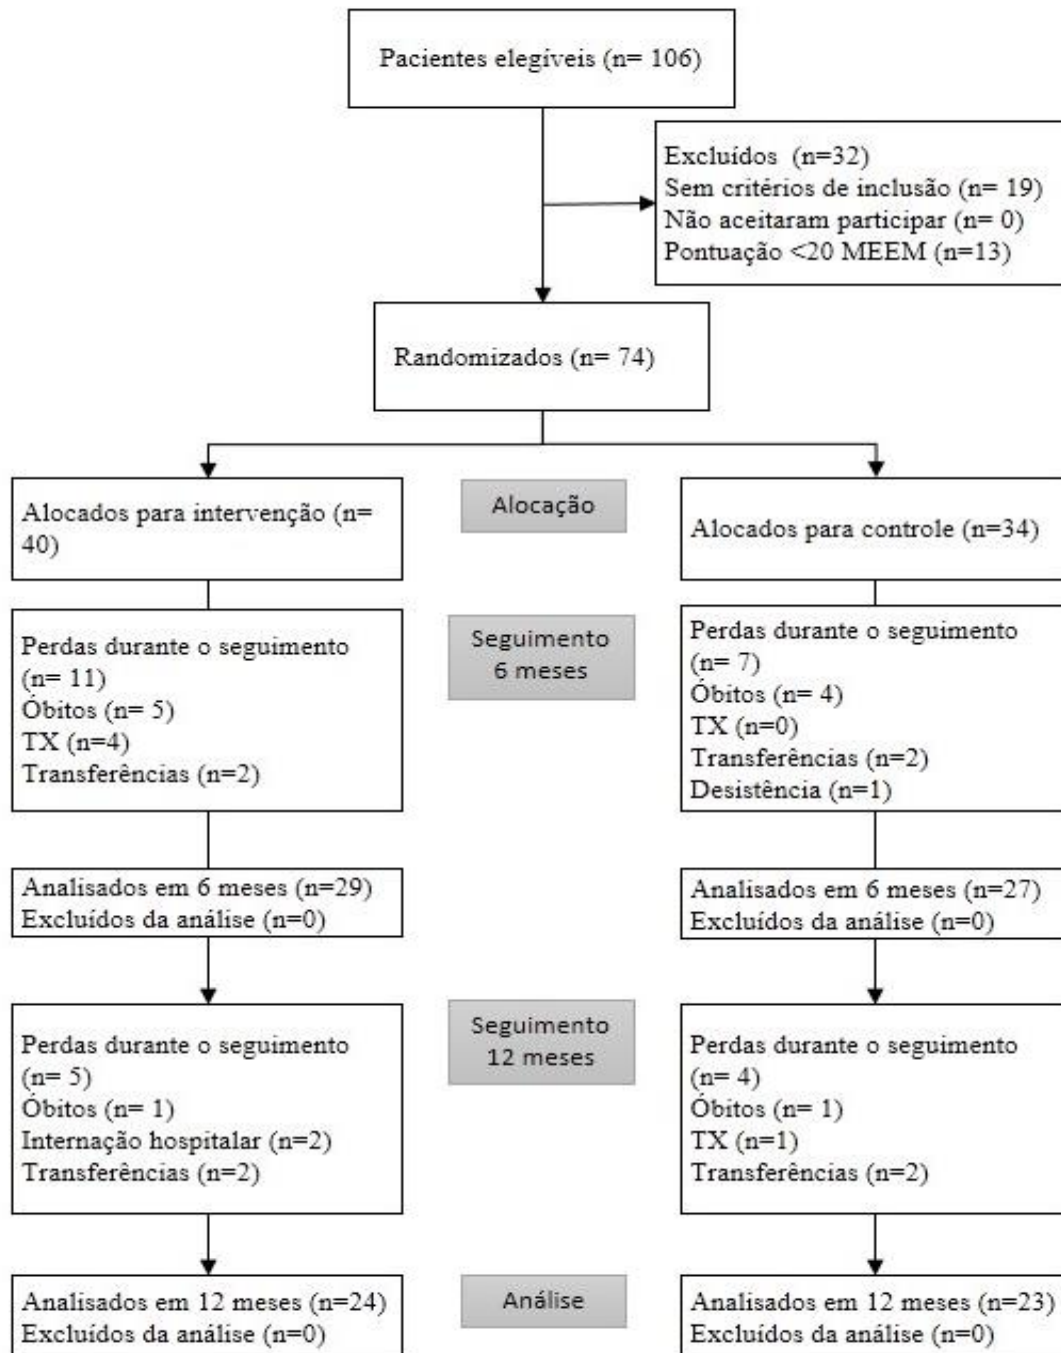 Pacientes elegíveis (n= 106)
Excluídos  (n=32)
Sem critérios de inclusão (n= 19)
Não aceitaram participar (n= 0)
Pontuação <20 MEEM (n=13)
Randomizados (n= 74)
Alocados para intervenção (n=
40)
Alocação
Alocados para controle (n=34)
Perdas durante o seguimento
(n= 11)
Óbitos (n= 5)
TX (n=4)
Transferências (n=2)
Seguimento
6 meses
Perdas durante o seguimento
(n= 7)
Óbitos (n= 4)
TX (n=0)
Transferências (n=2)
Desistência (n=1)
Analisados em 6 meses (n=29)
Excluídos da análise (n=0)
Analisados em 6 meses (n=27)
Excluídos da análise (n=0)
Perdas durante o seguimento
(n= 5)
Óbitos (n= 1)
Internação hospitalar (n=2)
Transferências (n=2)
Seguimento
12 meses
Perdas durante o seguimento
(n= 4)
Óbitos (n= 1)
TX (n=1)
Transferências (n=2)
Analisados em 12 meses (n=24)
Excluídos da análise (n=0)
Análise
Analisados em 12 meses (n=23)
Excluídos da análise (n=0)